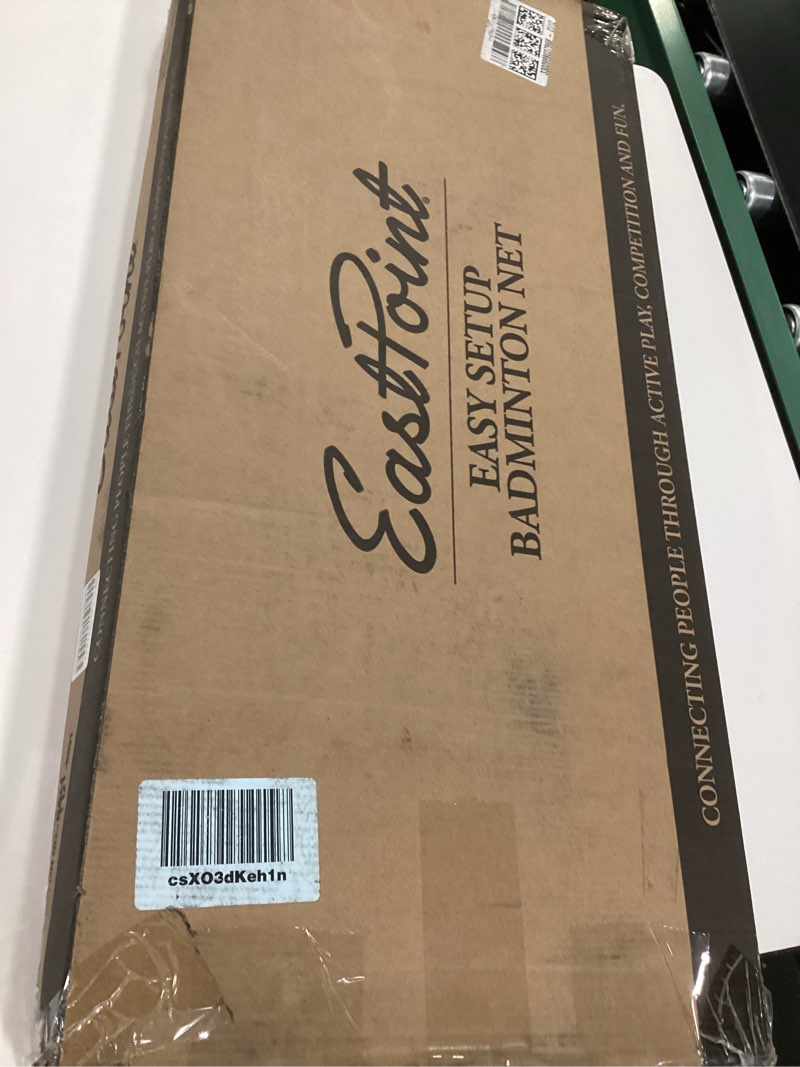 EastPoint
EASY SETUP
BADMINTON NET
CONNECTING PEOPLE THROUGH ACTIVE PLAY, COMPETITION AND FUN.
csXO3dKeh1n